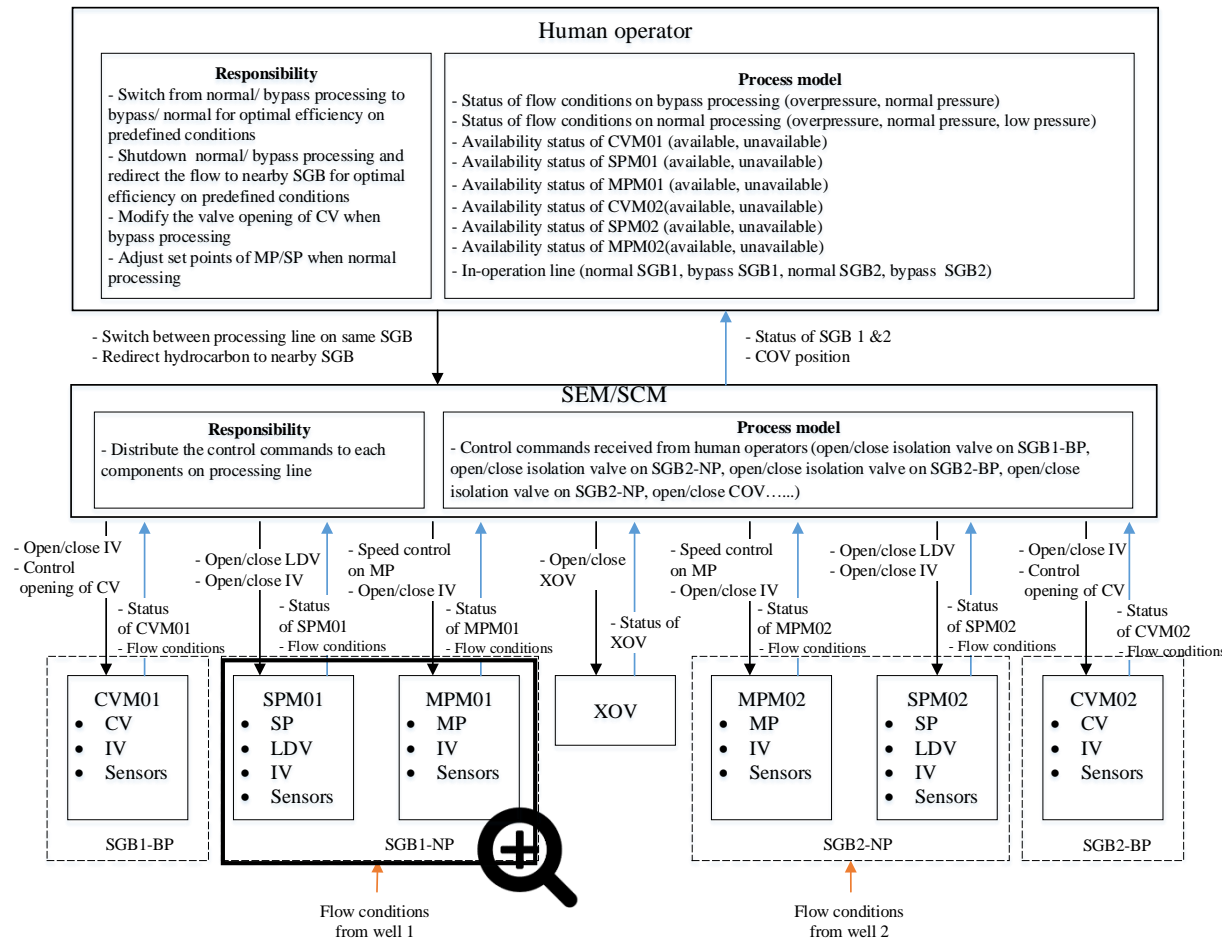 Human operator
Responsibility
- Switch from normal/ bypass processing to
bypass/ normal for optimal efficiency on
predefined conditions
- Shutdown  normal/ bypass processing and
redirect the flow to nearby SGB for optimal
efficiency on predefined conditions
- Modify the valve opening of CV when
bypass processing
- Adjust set points of MP/SP when normal
processing
Process model
- Status of flow conditions on bypass processing (overpressure, normal pressure)
- Status of flow conditions on normal processing (overpressure, normal pressure, low pressure)
- Availability status of CVM01 (available, unavailable)
- Availability status of SPM01 (available, unavailable)
- Availability status of MPM01 (available, unavailable)
- Availability status of CVM02(available, unavailable)
- Availability status of SPM02 (available, unavailable)
- Availability status of MPM02(available, unavailable)
- In-operation line (normal SGB1, bypass SGB1, normal SGB2, bypass  SGB2)
- Switch between processing line on same SGB
- Redirect hydrocarbon to nearby SGB
- Status of SGB 1 &2
- COV position
SEM/SCM
Responsibility
- Distribute the control commands to each
components on processing line
Process model
- Control commands received from human operators (open/close isolation valve on SGB1-BP,
open/close isolation valve on SGB2-NP, open/close isolation valve on SGB2-BP, open/close
isolation valve on SGB2-NP, open/close COV…...)
- Open/close IV
- Control
opening of CV
- Status
of CVM01
- Flow conditions
- Open/close LDV
- Open/close IV
- Status
of SPM01
- Flow conditions
- Speed control
on MP
- Open/close IV
- Status
of MPM01
- Flow conditions
- Open/close
XOV
- Status of
XOV
- Speed control
on MP
- Open/close IV
- Status
of MPM02
- Flow conditions
- Open/close LDV
- Open/close IV
- Status
of SPM02
- Flow conditions
- Open/close IV
- Control
opening of CV
- Status
of CVM02
- Flow conditions
CVM01
• CV
• IV
• Sensors
SGB1-BP
SPM01
• SP
• LDV
• IV
• Sensors
MPM01
• MP
• IV
• Sensors
SGB1-NP
XOV
MPM02
• MP
• IV
• Sensors
SPM02
• SP
• LDV
• IV
• Sensors
SGB2-NP
CVM02
• CV
• IV
• Sensors
SGB2-BP
Flow conditions
from well 1
Flow conditions
from well 2